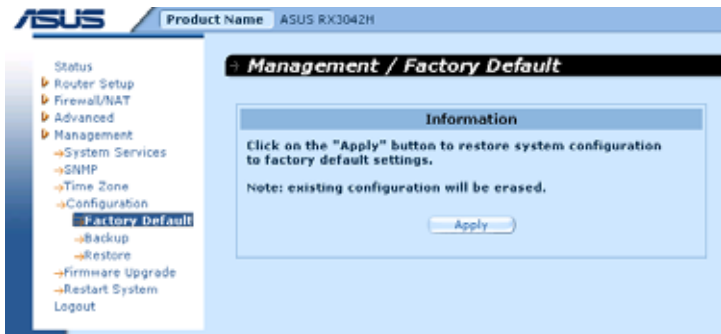 ASUS
Product Name ASUS RX3042H
Status
Router Setup
Firewall/NAT
Advanced
Management
System Services
SNMP
Time Zone
Configuration
Factory Default
Backup
Restore
Firmware Upgrade
Restart System
Logout
Management / Factory Default
Information
Click on the "Apply" button to restore system configuration
to factory default settings.
Note: existing configuration will be erased.
Apply